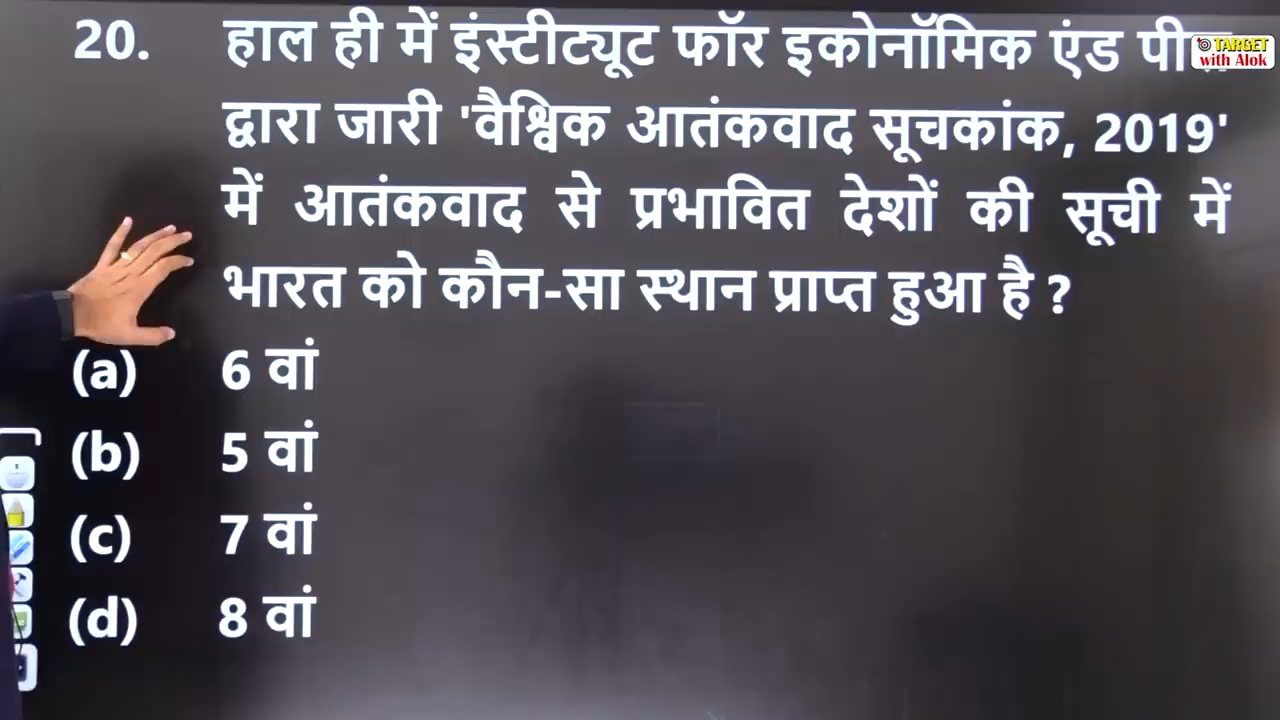 20. हाल ही में इंस्टीट्यूट फॉर इकोनॉमिक एंड
TARGET
with Alok
द्वारा जारी 'वैश्विक आतंकवाद सूचकांक, 2019'
में आतंकवाद से प्रभावित देशों की सूची में
भारत को कौन-सा स्थान प्राप्त हुआ है ?
(a) 6 वां
(b) 5 वां
(c) 7 वां
(d) 8 वां